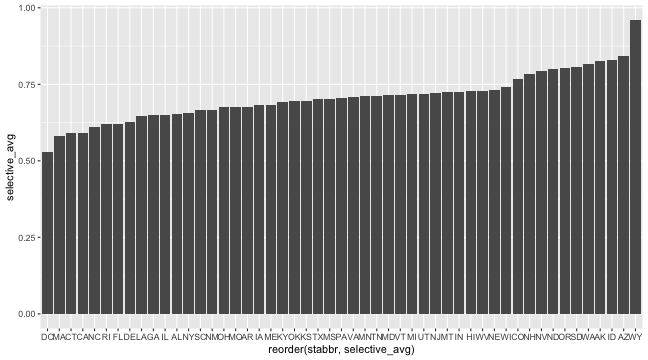 1.00
0.75
0.50
0.25
0.00
selective_avg
DC MA CT CA NC RI FL DE LA GA IL AL NY SC NM OH MO AR IA ME KY OK KS TX MS PA VA MN TN MD VT MI UT NJ MT IN HI WV NE WI CO NH NV ND OR SD WA AK ID AZ WY
reorder(stabbr, selective_avg)